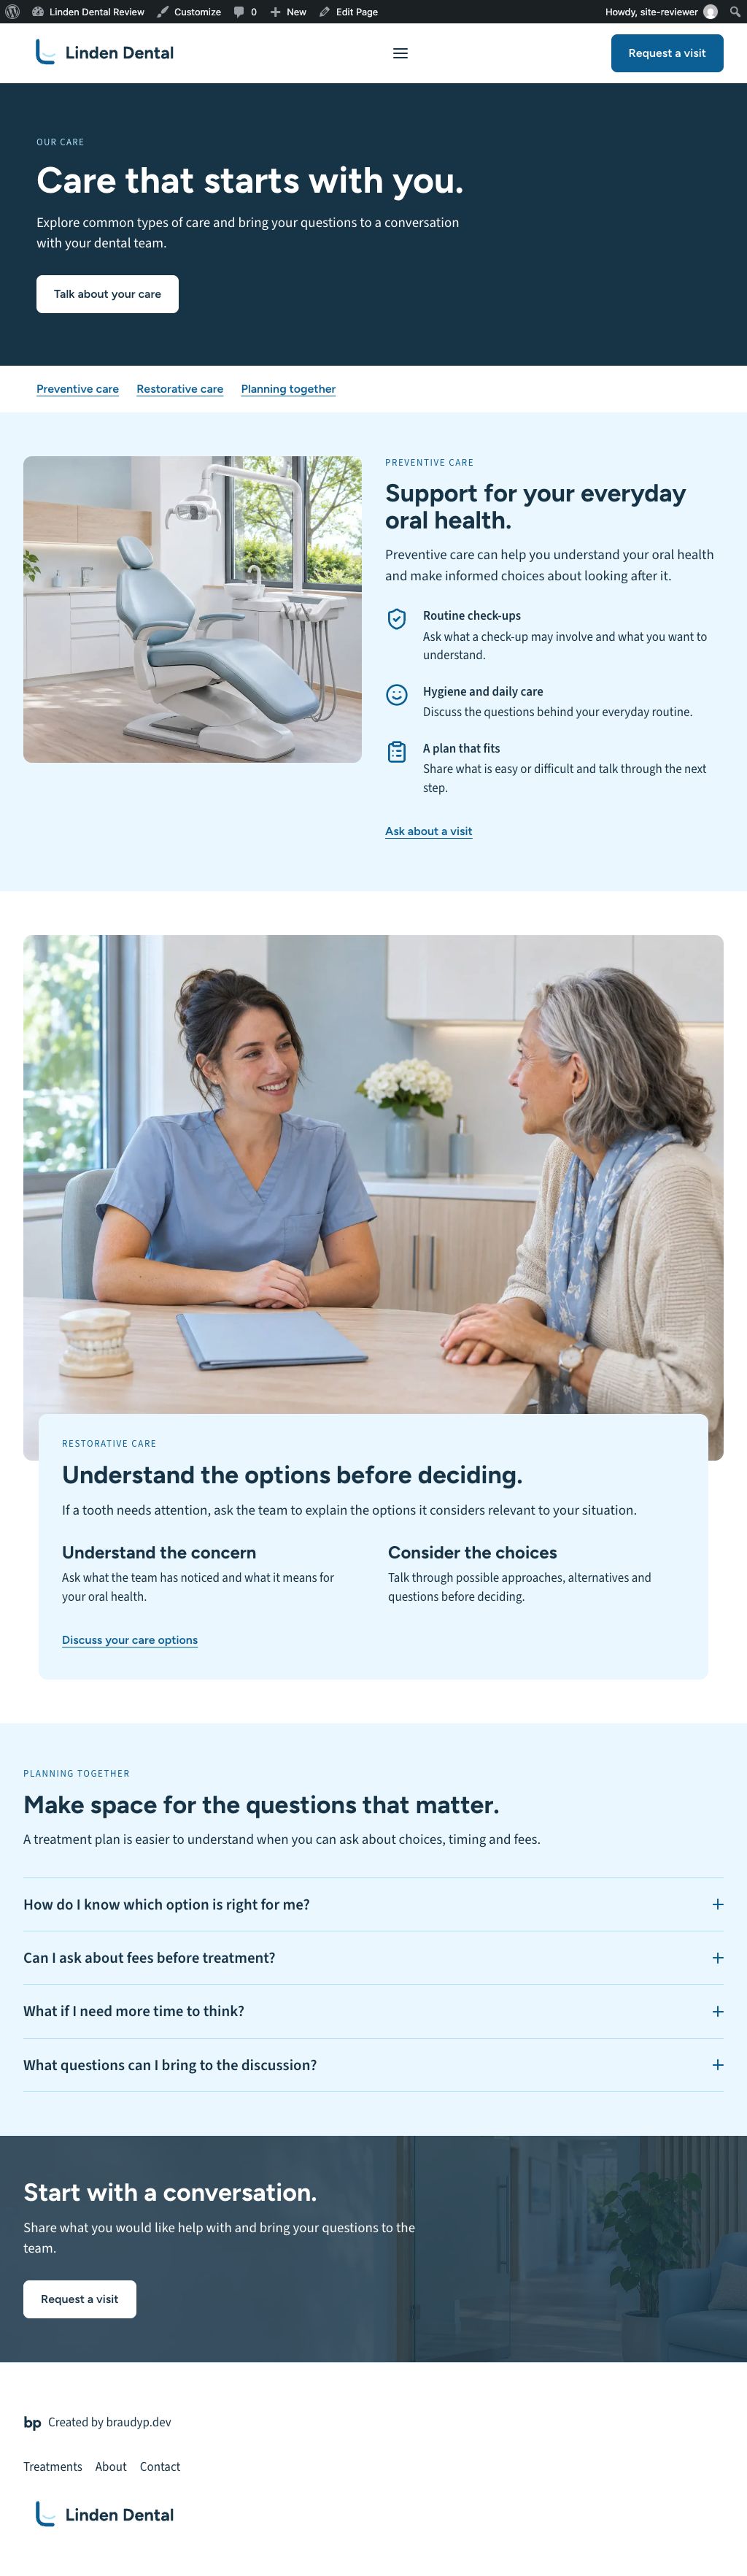 Linden Dental Review Customize 0 New Edit Page Howdy, site-reviewer
Linden Dental
Request a visit
OUR CARE
Care that starts with you.
Explore common types of care and bring your questions to a conversation
with your dental team.
Talk about your care
Preventive care Restorative care Planning together
PREVENTIVE CARE
Support for your everyday
oral health.
Preventive care can help you understand your oral health
and make informed choices about looking after it.
Routine check-ups
Ask what a check-up may involve and what you want to
understand.
Hygiene and daily care
Discuss the questions behind your everyday routine.
A plan that fits
Share what is easy or difficult and talk through the next
step.
Ask about a visit
RESTORATIVE CARE
Understand the options before deciding.
If a tooth needs attention, ask the team to explain the options it considers relevant to your situation.
Understand the concern
Ask what the team has noticed and what it means for
your oral health.
Consider the choices
Talk through possible approaches, alternatives and
questions before deciding.
Discuss your care options
PLANNING TOGETHER
Make space for the questions that matter.
A treatment plan is easier to understand when you can ask about choices, timing and fees.
How do I know which option is right for me?
Can I ask about fees before treatment?
What if I need more time to think?
What questions can I bring to the discussion?
Start with a conversation.
Share what you would like help with and bring your questions to the
team.
Request a visit
bp Created by braudyp.dev
Treatments About Contact
Linden Dental